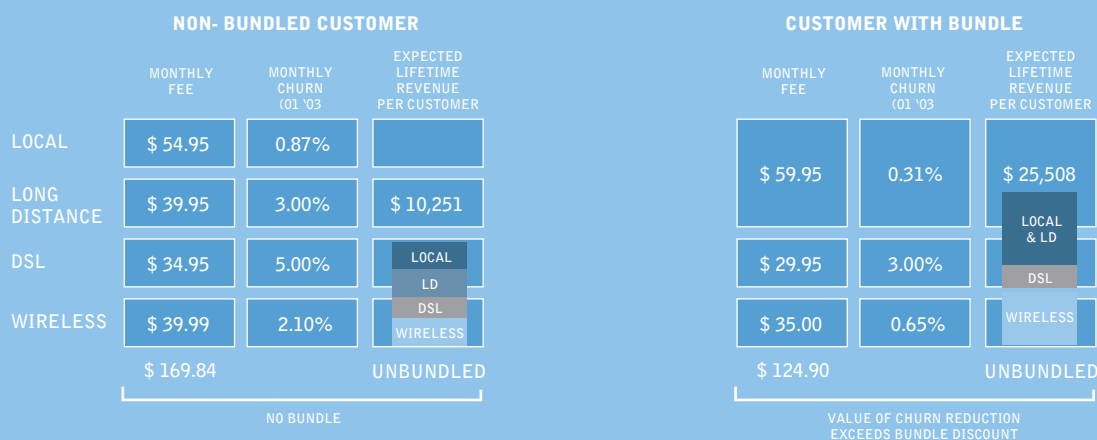 NON- BUNDLED CUSTOMER
MONTHLY
FEE
MONTHLY
CHURN
(01 '03
EXPECTED
LIFETIME
REVENUE
PER CUSTOMER
LOCAL
$ 54.95
0.87%
LONG
DISTANCE
$ 39.95
3.00%
$ 10,251
DSL
$ 34.95
5.00%
WIRELESS
$ 39.99
2.10%
LOCAL
LD
DSL
WIRELESS
$ 169.84
UNBUNDLED
NO BUNDLE
CUSTOMER WITH BUNDLE
MONTHLY
FEE
MONTHLY
CHURN
(01 '03
EXPECTED
LIFETIME
REVENUE
PER CUSTOMER
$ 59.95
0.31%
$ 25,508
$ 29.95
3.00%
$ 35.00
0.65%
LOCAL
& LD
DSL
WIRELESS
$ 124.90
UNBUNDLED
VALUE OF CHURN REDUCTION
EXCEEDS BUNDLE DISCOUNT